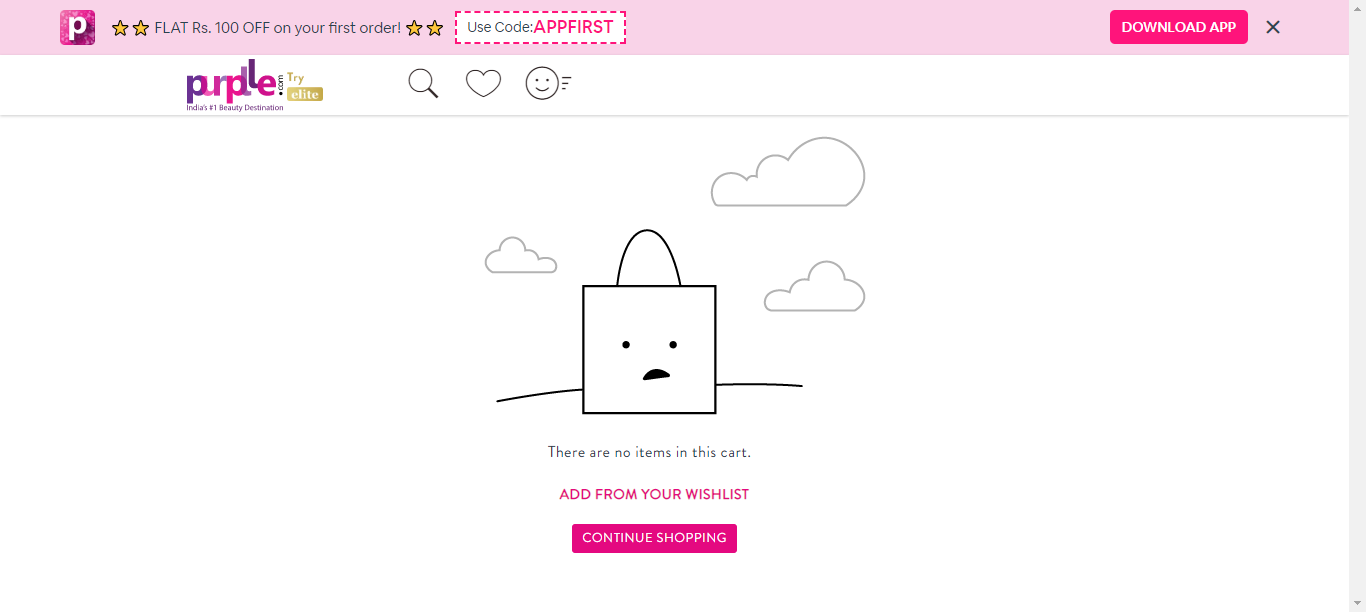 p FLAT Rs. 100 OFF on your first order! Use Code:APPFIRST DOWNLOAD APP
purplle.com Try elite
India's #1 Beauty Destination
There are no items in this cart.
ADD FROM YOUR WISHLIST
CONTINUE SHOPPING